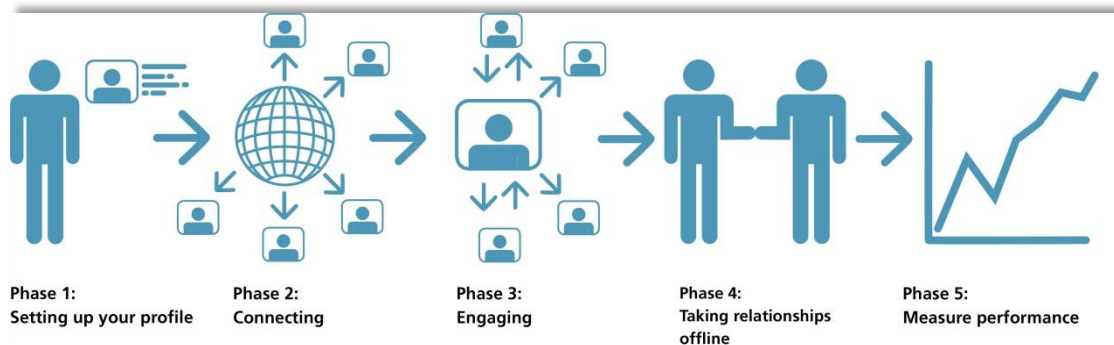 Phase 1:
Setting up your profile
Phase 2:
Connecting
Phase 3:
Engaging
Phase 4:
Taking relationships
offline
Phase 5:
Measure performance